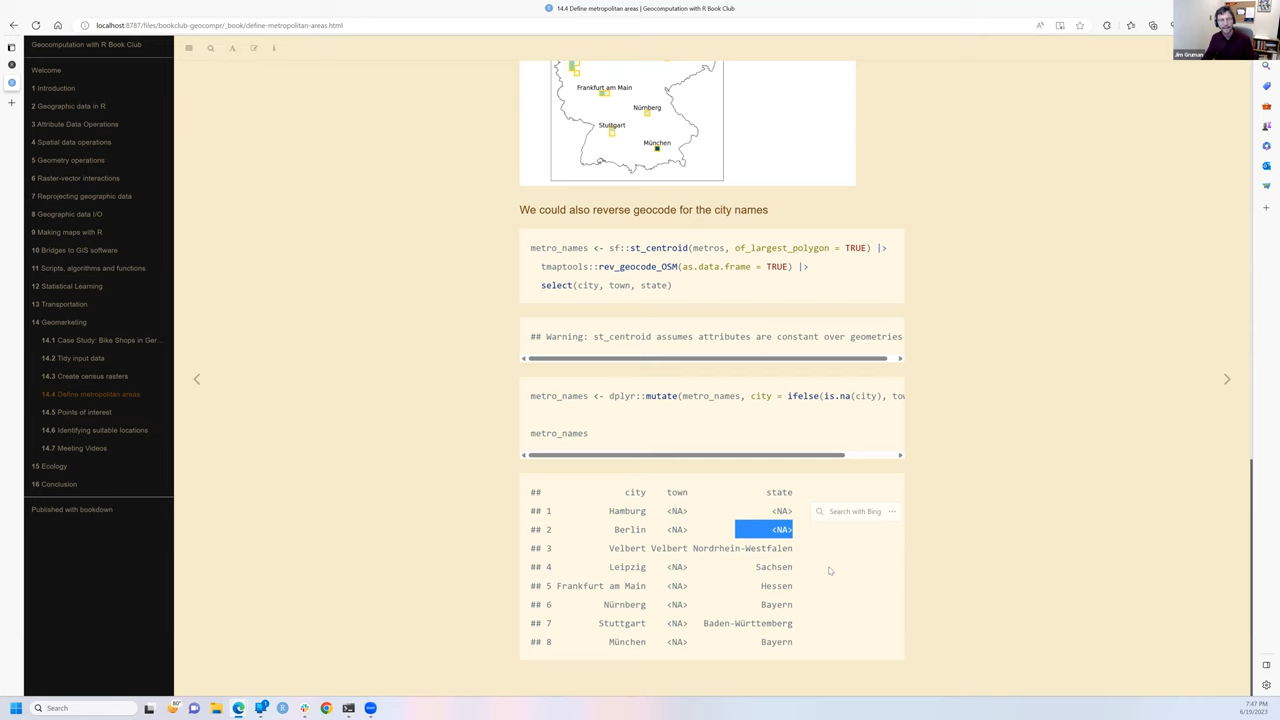 14.4 Define metropolitan areas | Geocomputation with R Book Club
localhost:8787/files/bookclub-geocompr/_book/define-metropolitan-areas.html
Jim Gruman
Geocomputation with R Book Club
Welcome
1 Introduction
2 Geographic data in R
3 Attribute Data Operations
4 Spatial data operations
5 Geometry operations
6 Raster-vector interactions
7 Reprojecting geographic data
8 Geographic data I/O
9 Making maps with R
10 Bridges to GIS software
11 Scripts, algorithms and functions
12 Statistical Learning
13 Transportation
14 Geomarketing
14.1 Case Study: Bike Shops in Ger…
14.2 Tidy input data
14.3 Create census rasters
14.4 Define metropolitan areas
14.5 Points of interest
14.6 Identifying suitable locations
14.7 Meeting Videos
15 Ecology
16 Conclusion
Published with bookdown
Frankfurt am Main
Nürnberg
Stuttgart
München
We could also reverse geocode for the city names
metro_names <- sf::st_centroid(metros, of_largest_polygon = TRUE) |>
tmaptools::rev_geocode_OSM(as.data.frame = TRUE) |>
select(city, town, state)
## Warning: st_centroid assumes attributes are constant over geometries
metro_names <- dplyr::mutate(metro_names, city = ifelse(is.na(city), tow
metro_names
## city town state
## 1 Hamburg <NA> <NA>
## 2 Berlin <NA> <NA>
## 3 Velbert Velbert Nordrhein-Westfalen
## 4 Leipzig <NA> Sachsen
## 5 Frankfurt am Main <NA> Hessen
## 6 Nürnberg <NA> Bayern
## 7 Stuttgart <NA> Baden-Württemberg
## 8 München <NA> Bayern
Search with Bing
Search
80°
7:47 PM
6/19/2023